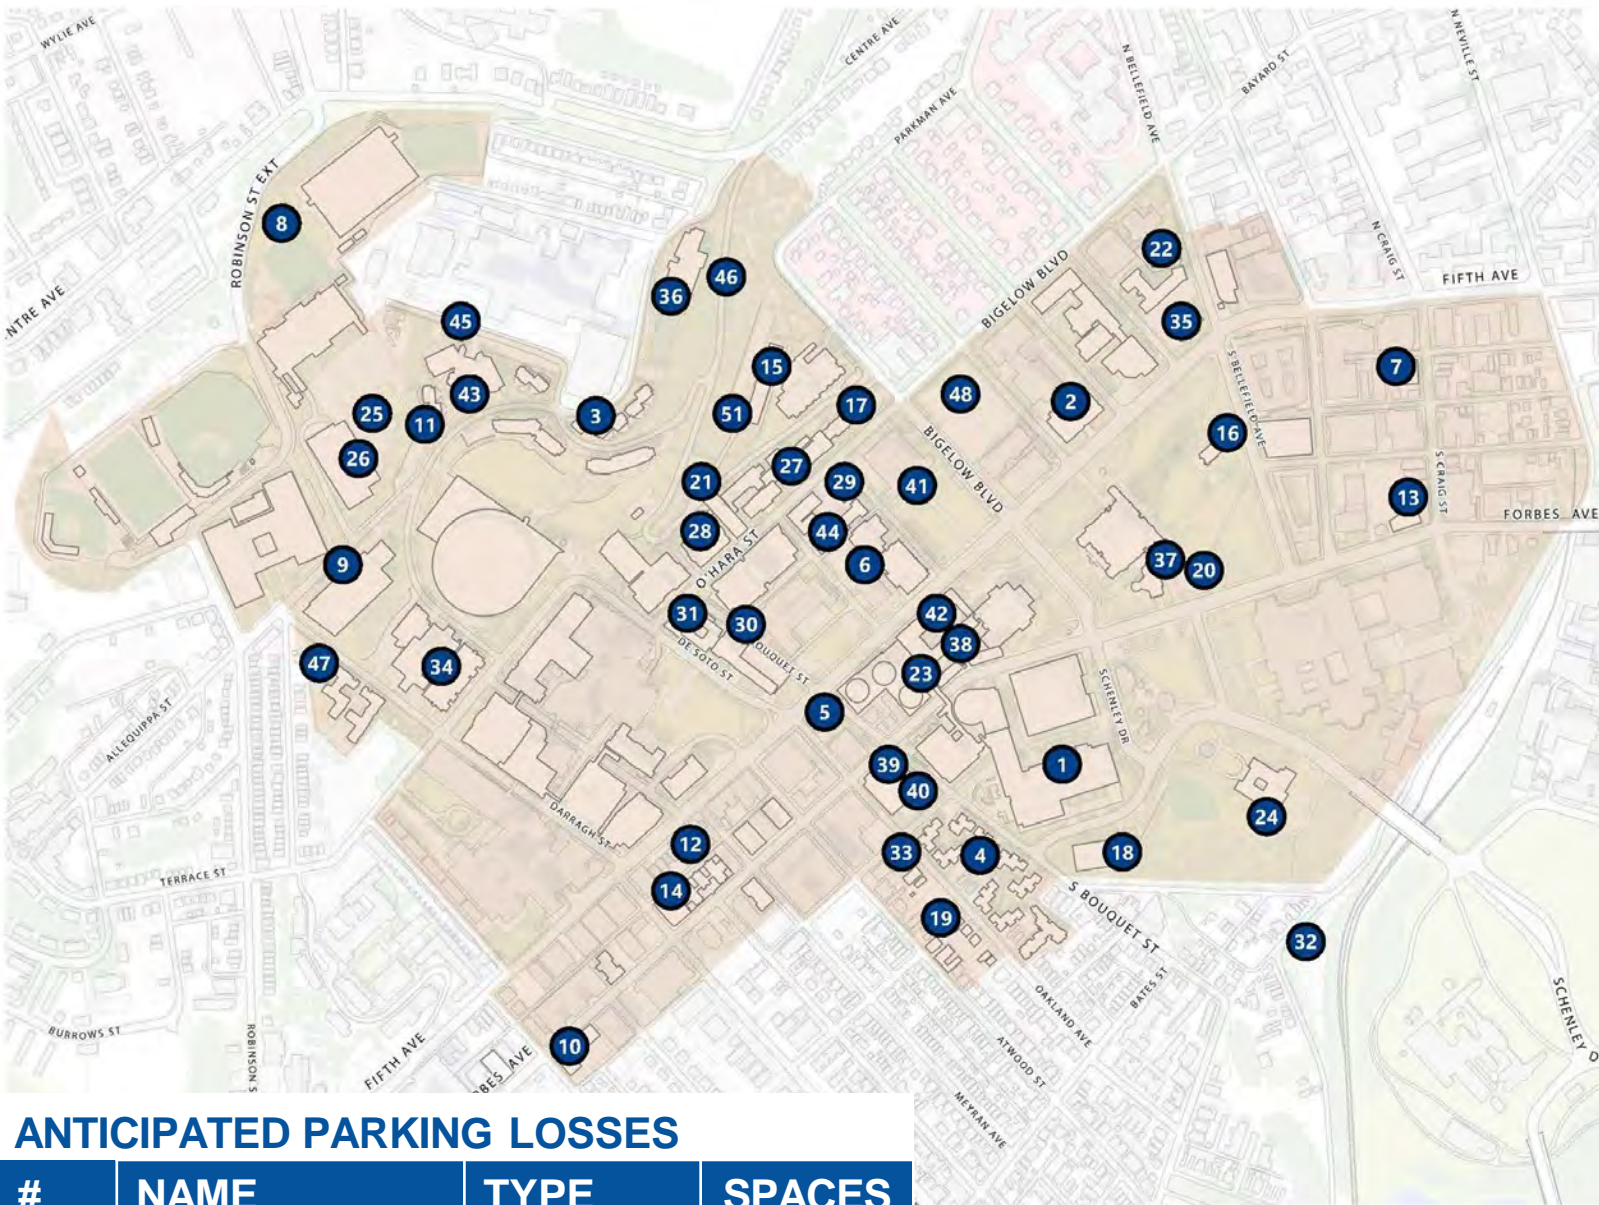 WYLIE AVE
CENTRE AVE
N NEVILLE ST
N BELLEFIELD AVE
BAYARD ST
PARKMAN AVE
ROBINSON ST EXT
8
22
N CRAIG ST
46
36
BIGELOW BLVD
FIFTH AVE
NTRE AVE
45
35
15
S BELLEFIELD AVE
7
43
48
2
17
25
11
3
51
16
BIGELOW BLVD
26
27
S CRAIG ST
21
29
41
13
FORBES AVE
28
44
O'HARA ST
9
6
37
20
31
30
42
38
DE SOTO ST
OUQUET ST
47
34
23
SCHENLEY DR
ALLEQUIPPA ST
5
39
1
40
24
DARRAGH ST
12
33
4
18
TERRACE ST
14
S BOUQUET ST
19
32
BATES ST
OAKLAND AVE
SCHENLEY D
BURROWS ST
ROBINSON S
FIFTH AVE
10
BES AVE
ATWOOD ST
MEYRAN AVE
ANTICIPATED PARKING LOSSES
# NAME TYPE SPACES